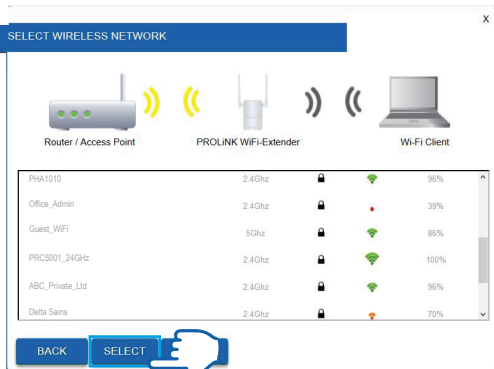 X
SELECT WIRELESS NETWORK
Router / Access Point PROLiNK WiFi-Extender Wi-Fi Client
PHA1010 2.4Ghz 96%
Office_Admin 2.4Ghz 39%
Guest_WiFi 5Ghz 86%
PRC5001_24GHz 2.4Ghz 100%
ABC_Private_Ltd 2.4Ghz 96%
Delta Sains 2.4Ghz 70%
BACK SELECT